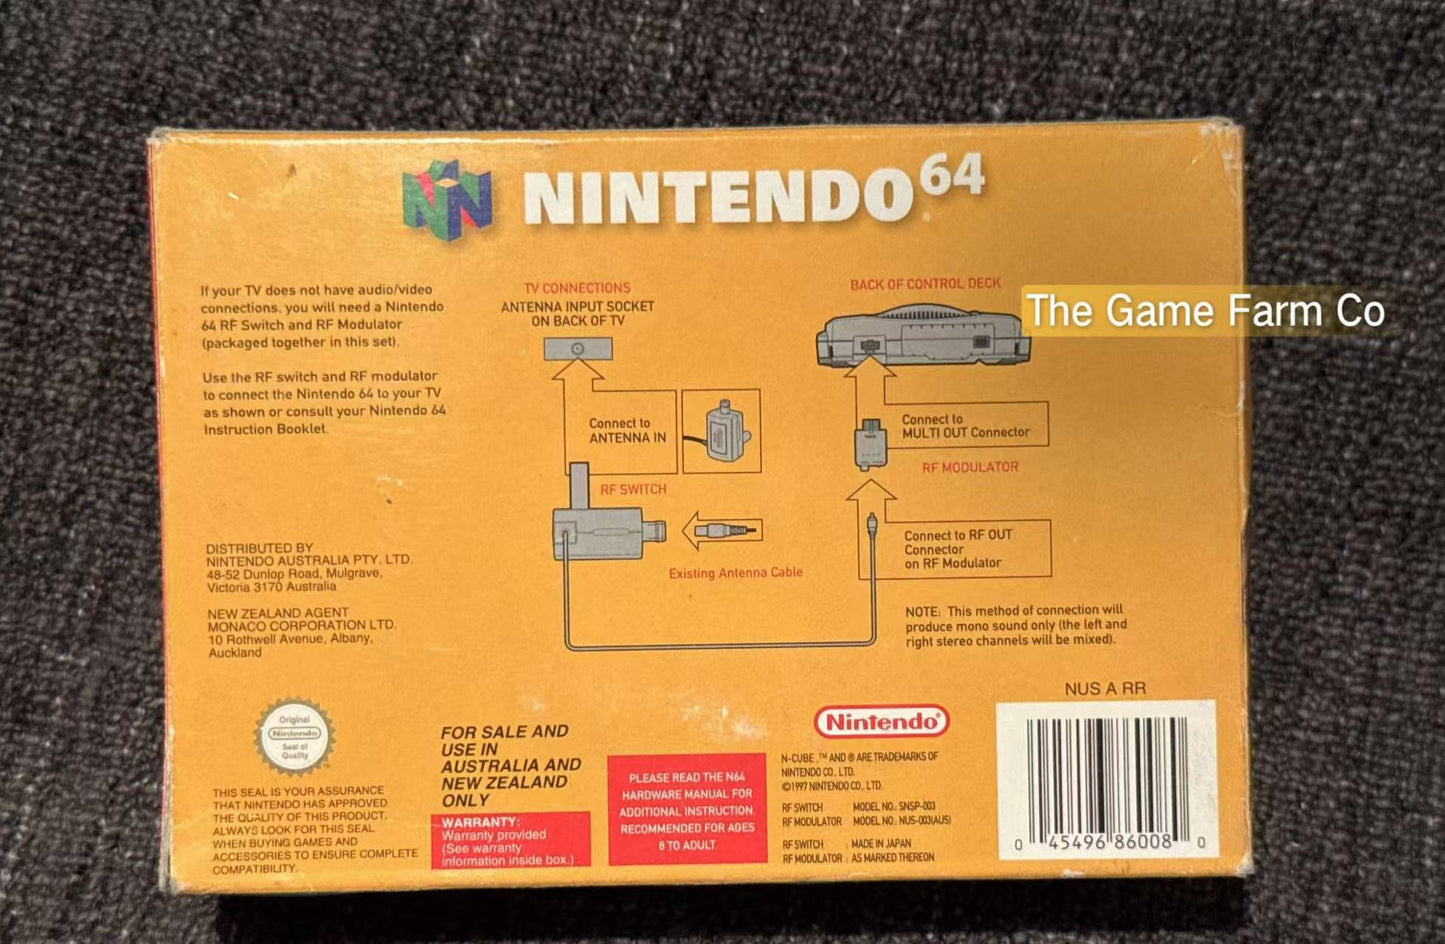 NINTENDO 64
If your TV does not have audio/video
connections, you will need a Nintendo
64 RF Switch and RF Modulator
(packaged together in this set).
Use the RF switch and RF modulator
to connect the Nintendo 64 to your TV
as shown or consult your Nintendo 64
Instruction Booklet.
TV CONNECTIONS
ANTENNA INPUT SOCKET
ON BACK OF TV
BACK OF CONTROL DECK
The Game Farm Co
Connect to
ANTENNA IN
Connect to
MULTI OUT Connector
RF MODULATOR
RF SWITCH
Existing Antenna Cable
Connect to RF OUT
Connector
on RF Modulator
NOTE: This method of connection will
produce mono sound only (the left and
right stereo channels will be mixed).
DISTRIBUTED BY
NINTENDO AUSTRALIA PTY. LTD.
48-52 Dunlop Road, Mulgrave,
Victoria 3170 Australia
NEW ZEALAND AGENT
MONACO CORPORATION LTD.
10 Rothwell Avenue, Albany,
Auckland
Original
Nintendo
Seal of
Quality
TM
THIS SEAL IS YOUR ASSURANCE
THAT NINTENDO HAS APPROVED
THE QUALITY OF THIS PRODUCT.
ALWAYS LOOK FOR THIS SEAL
WHEN BUYING GAMES AND
ACCESSORIES TO ENSURE COMPLETE
COMPATIBILITY.
FOR SALE AND
USE IN
AUSTRALIA AND
NEW ZEALAND
ONLY
WARRANTY:
Warranty provided
(See warranty
information inside box.)
PLEASE READ THE N64
HARDWARE MANUAL FOR
ADDITIONAL INSTRUCTION.
RECOMMENDED FOR AGES
8 TO ADULT.
Nintendo®
N-CUBE ,™ AND ® ARE TRADEMARKS OF
NINTENDO CO., LTD.
©1997 NINTENDO CO., LTD.
RF SWITCH MODEL NO. SNSP-003
RF MODULATOR MODEL NO. NUS-003(AUS)
RF SWITCH : MADE IN JAPAN
RF MODULATOR : AS MARKED THEREON
NUS A RR
0 45496 86008 0